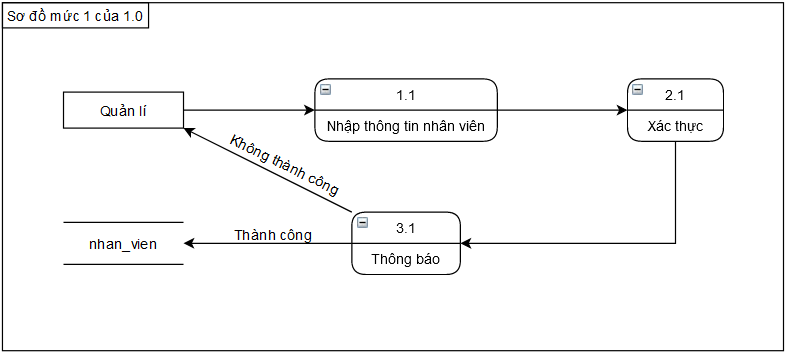 Sơ đồ mức 1 của 1.0
1.1
2.1
Quản lí
Nhập thông tin nhân viên
Xác thực
Không thành công
3.1
Thành công
nhan_vien
Thông báo